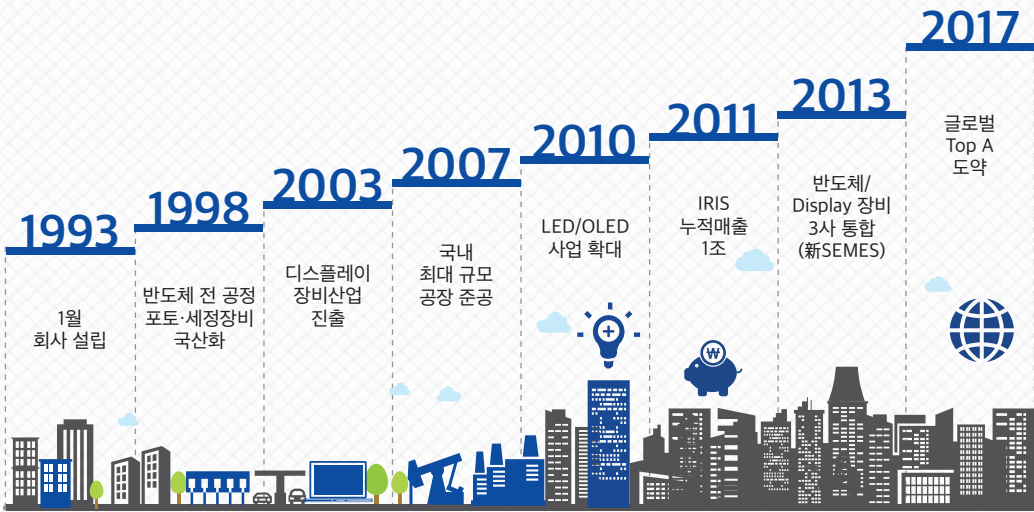 1993
1월
회사 설립
1998
반도체 전 공정
포토·세정장비
국산화
2003
디스플레이
장비산업
진출
2007
국내
최대 규모
공장 준공
2010
LED/OLED
사업 확대
2011
IRIS
누적매출
1조
₩
2013
반도체/
Display 장비
3사 통합
(新SEMES)
2017
글로벌
Top A
도약